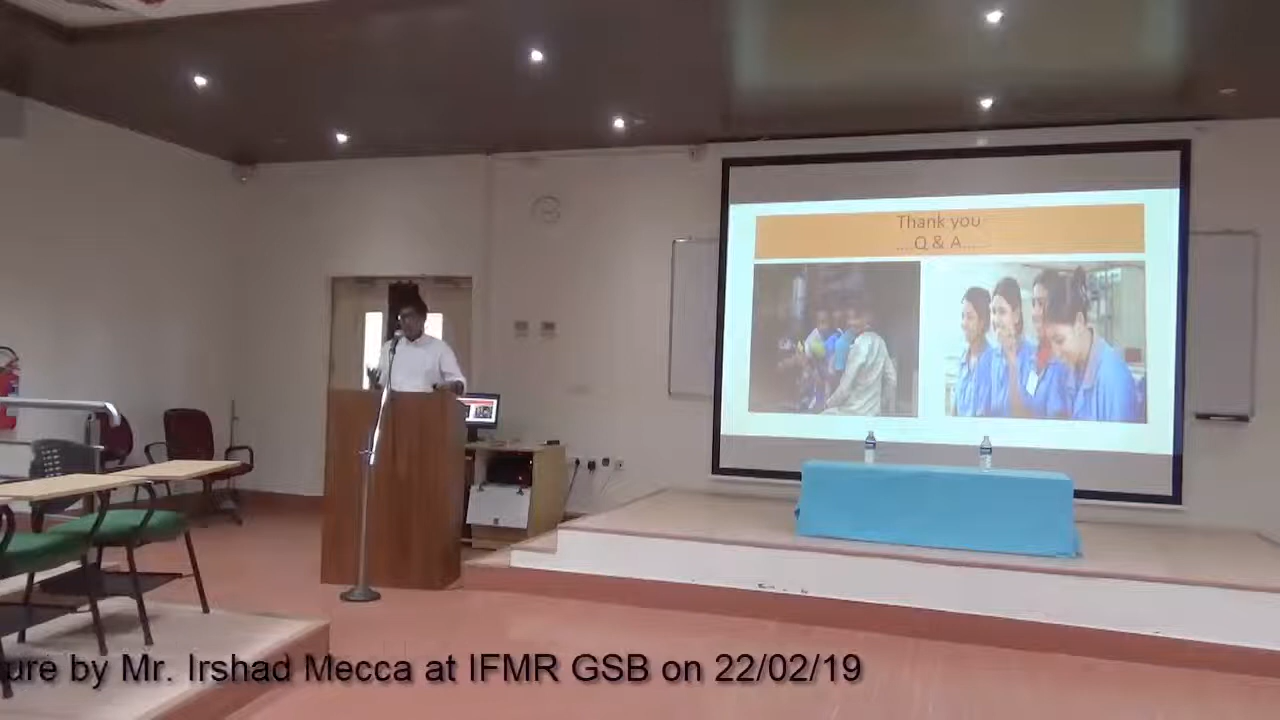 Thank you
....Q & A.....
ure by Mr. Irshad Mecca at IFMR GSB on 22/02/19